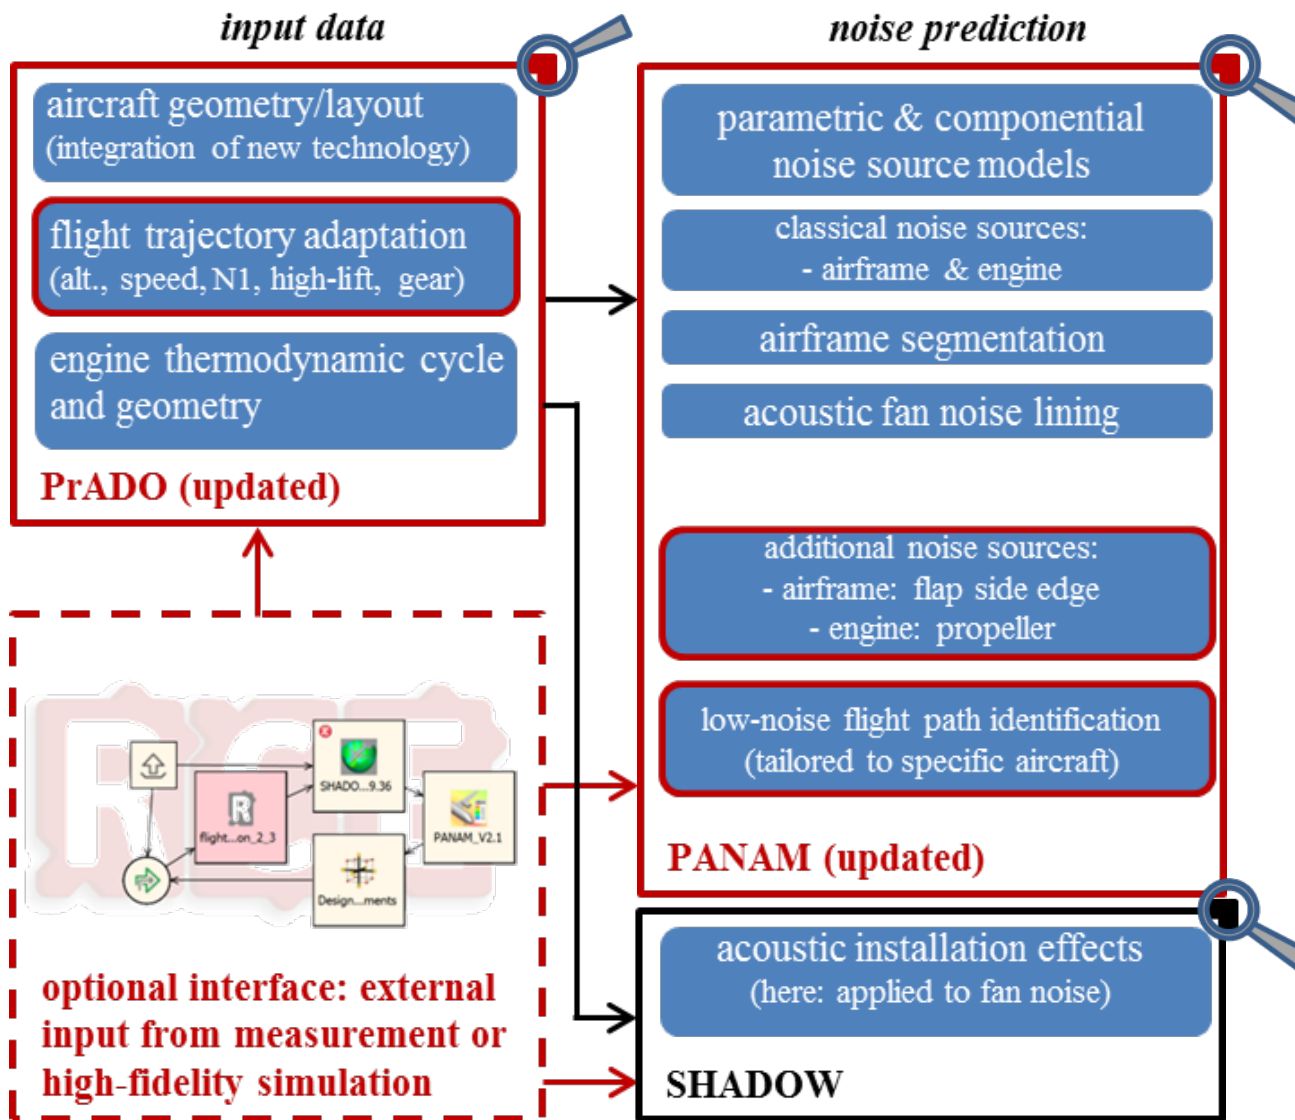 input data
noise prediction
aircraft geometry/layout
(integration of new technology)
flight trajectory adaptation
(alt., speed, N1, high-lift, gear)
engine thermodynamic cycle
and geometry
PrADO (updated)
parametric & componential
noise source models
classical noise sources:
- airframe & engine
airframe segmentation
acoustic fan noise lining
additional noise sources:
- airframe: flap side edge
- engine: propeller
low-noise flight path identification
(tailored to specific aircraft)
PANAM (updated)
RCE
SHADO...9.36
R
flight...on_2_3
PANAM_V2.1
Design...ments
optional interface: external
input from measurement or
high-fidelity simulation
acoustic installation effects
(here: applied to fan noise)
SHADOW